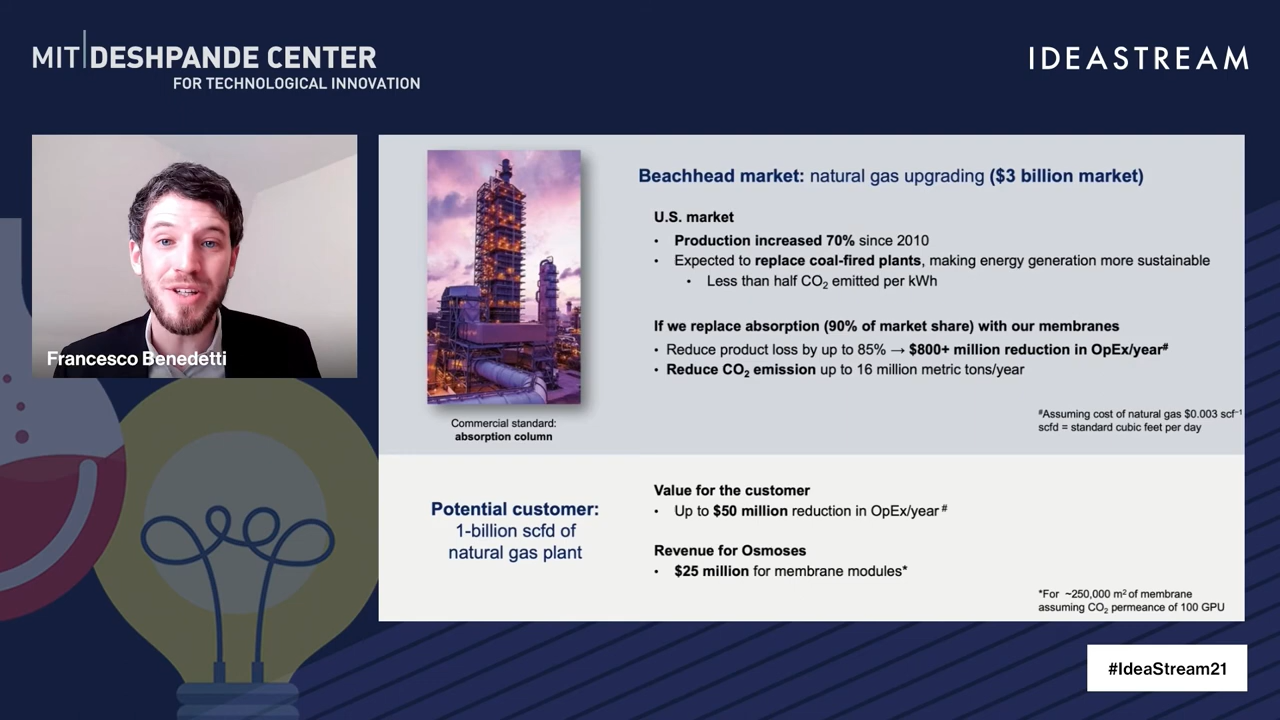 MIT DESHPANDE CENTER
FOR TECHNOLOGICAL INNOVATION
IDEASTREAM
Francesco Benedetti
Commercial standard:
absorption column
Beachhead market: natural gas upgrading ($3 billion market)
U.S. market
• Production increased 70% since 2010
• Expected to replace coal-fired plants, making energy generation more sustainable
• Less than half CO₂ emitted per kWh
If we replace absorption (90% of market share) with our membranes
• Reduce product loss by up to 85% → $800+ million reduction in OpEx/year#
• Reduce CO₂ emission up to 16 million metric tons/year
#Assuming cost of natural gas $0.003 scf⁻¹
scfd = standard cubic feet per day
Potential customer:
1-billion scfd of
natural gas plant
Value for the customer
• Up to $50 million reduction in OpEx/year #
Revenue for Osmoses
• $25 million for membrane modules*
*For ~250,000 m² of membrane
assuming CO₂ permeance of 100 GPU
#IdeaStream21